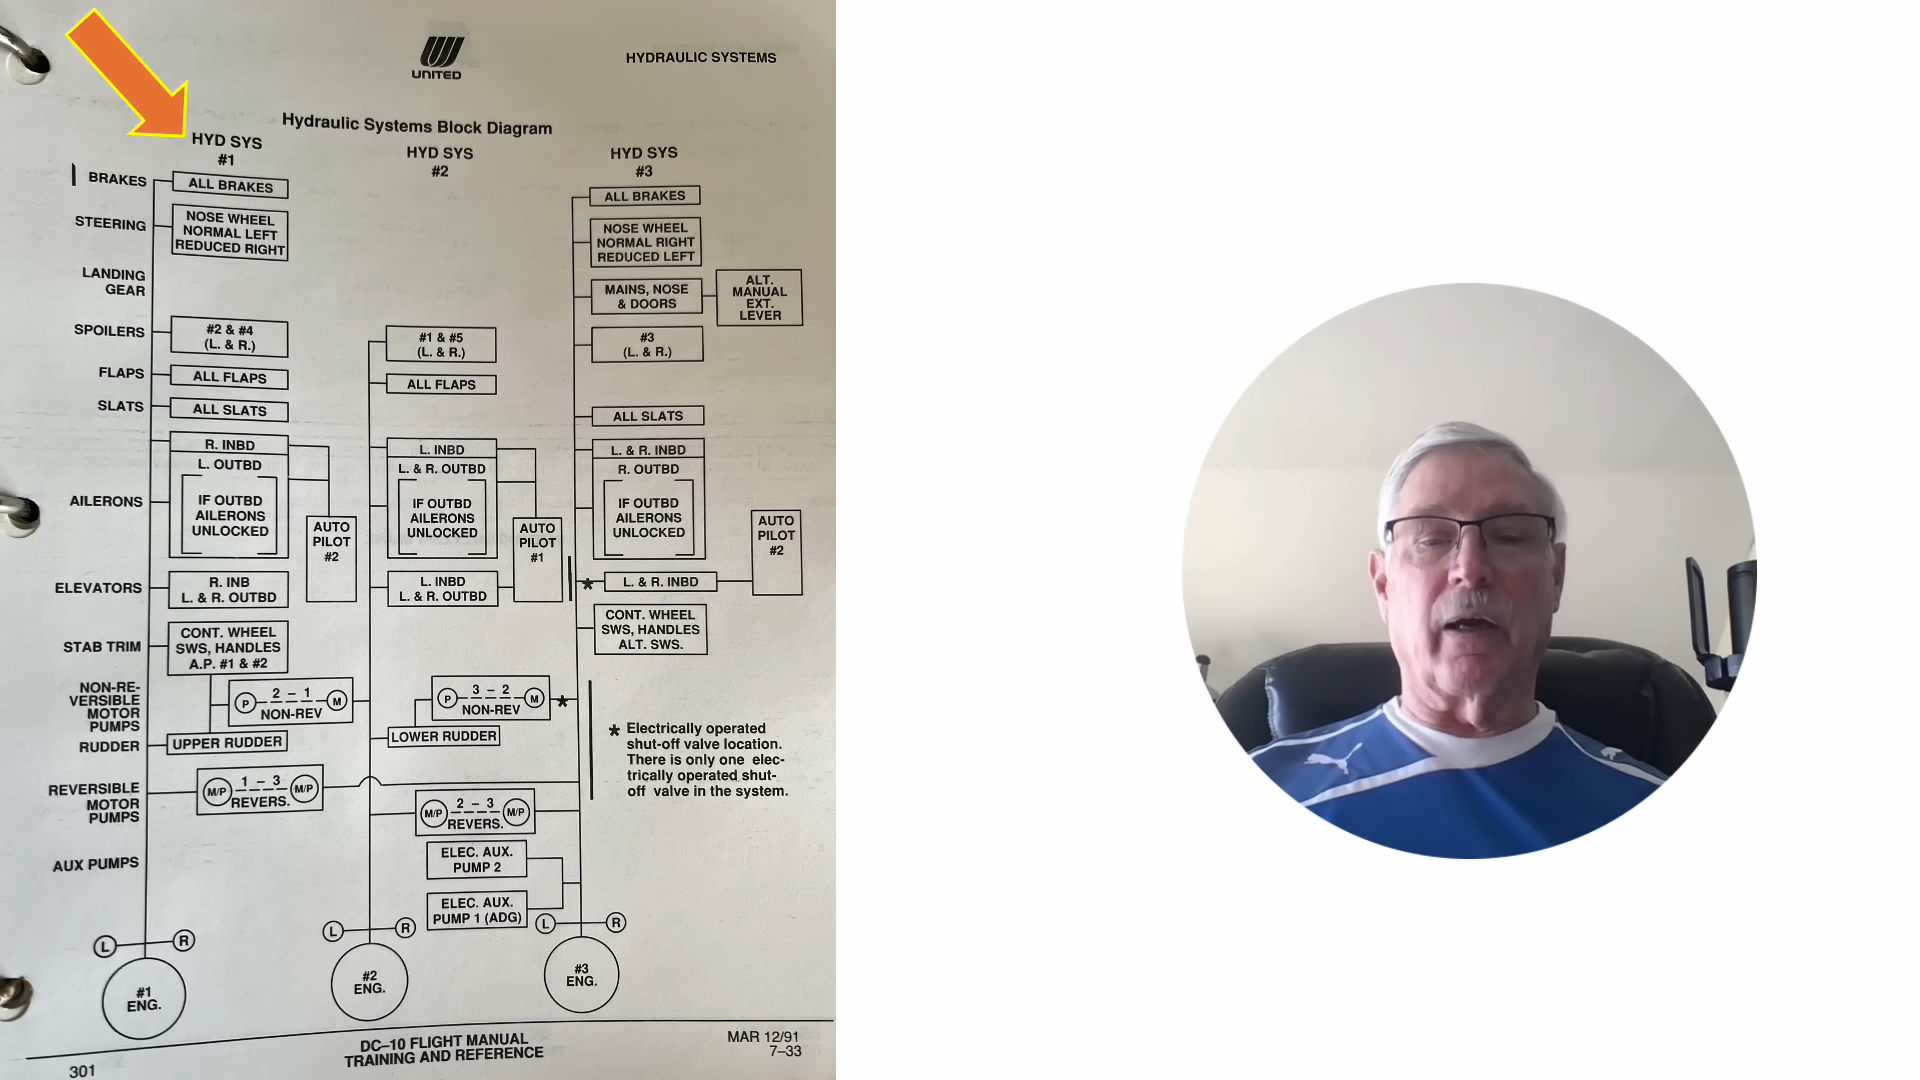 UNITED
HYDRAULIC SYSTEMS
Hydraulic Systems Block Diagram
HYD SYS
#1
HYD SYS
#2
HYD SYS
#3
BRAKES
ALL BRAKES
ALL BRAKES
STEERING
NOSE WHEEL
NORMAL LEFT
REDUCED RIGHT
NOSE WHEEL
NORMAL RIGHT
REDUCED LEFT
LANDING
GEAR
MAINS, NOSE
& DOORS
ALT.
MANUAL
EXT.
LEVER
SPOILERS
#2 & #4
(L. & R.)
#1 & #5
(L. & R.)
#3
(L. & R.)
FLAPS
ALL FLAPS
ALL FLAPS
SLATS
ALL SLATS
ALL SLATS
AILERONS
R. INBD
L. OUTBD
IF OUTBD
AILERONS
UNLOCKED
AUTO
PILOT
#2
L. INBD
L. & R. OUTBD
IF OUTBD
AILERONS
UNLOCKED
AUTO
PILOT
#1
L. & R. INBD
R. OUTBD
IF OUTBD
AILERONS
UNLOCKED
AUTO
PILOT
#2
ELEVATORS
R. INB
L. & R. OUTBD
L. INBD
L. & R. OUTBD
* L. & R. INBD
STAB TRIM
CONT. WHEEL
SWS, HANDLES
A.P. #1 & #2
CONT. WHEEL
SWS, HANDLES
ALT. SWS.
NON-RE-
VERSIBLE
MOTOR
PUMPS
P 2 – 1 M
NON-REV
P 3 – 2 M *
NON-REV
RUDDER
UPPER RUDDER
LOWER RUDDER
* Electrically operated
shut-off valve location.
There is only one elec-
trically operated shut-
off valve in the system.
REVERSIBLE
MOTOR
PUMPS
M/P 1 – 3 M/P
REVERS.
M/P 2 – 3 M/P
REVERS.
AUX PUMPS
ELEC. AUX.
PUMP 2
ELEC. AUX.
PUMP 1 (ADG)
L R
L R
L R
#1
ENG.
#2
ENG.
#3
ENG.
DC–10 FLIGHT MANUAL
TRAINING AND REFERENCE
MAR 12/91
7–33
301